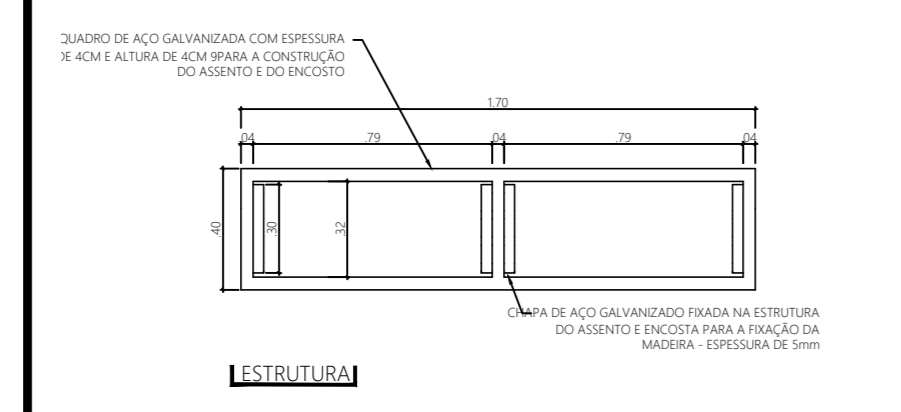 QUADRO DE AÇO GALVANIZADA COM ESPESSURA
DE 4CM E ALTURA DE 4CM 9PARA A CONSTRUÇÃO
DO ASSENTO E DO ENCOSTO
1.70
.04
.79
.04
.79
.04
.40
.30
.32
CHAPA DE AÇO GALVANIZADO FIXADA NA ESTRUTURA
DO ASSENTO E ENCOSTA PARA A FIXAÇÃO DA
MADEIRA - ESPESSURA DE 5mm
ESTRUTURA